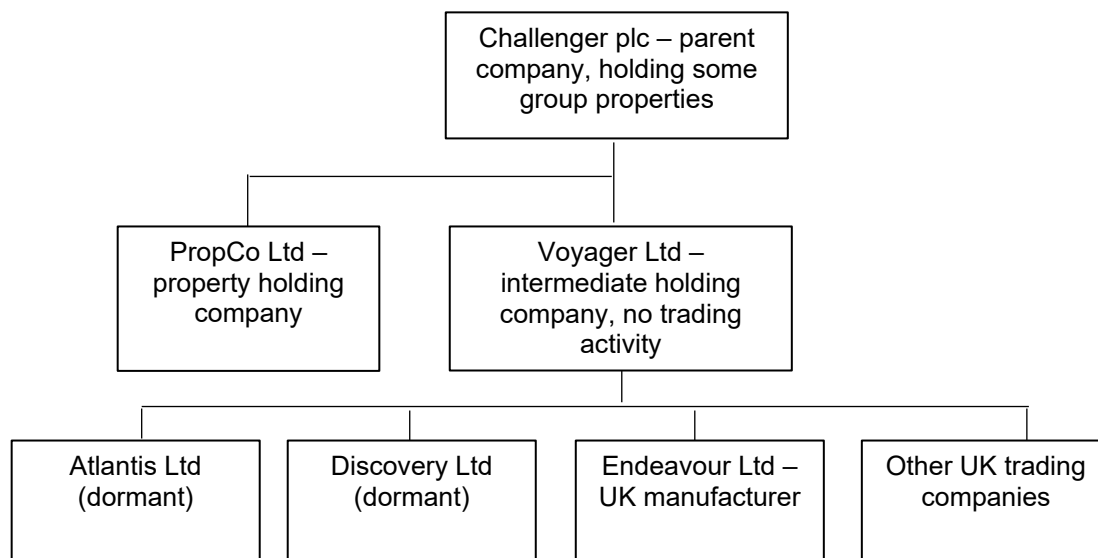 Challenger plc – parent
company, holding some
group properties
PropCo Ltd –
property holding
company
Voyager Ltd –
intermediate holding
company, no trading
activity
Atlantis Ltd
(dormant)
Discovery Ltd
(dormant)
Endeavour Ltd –
UK manufacturer
Other UK trading
companies